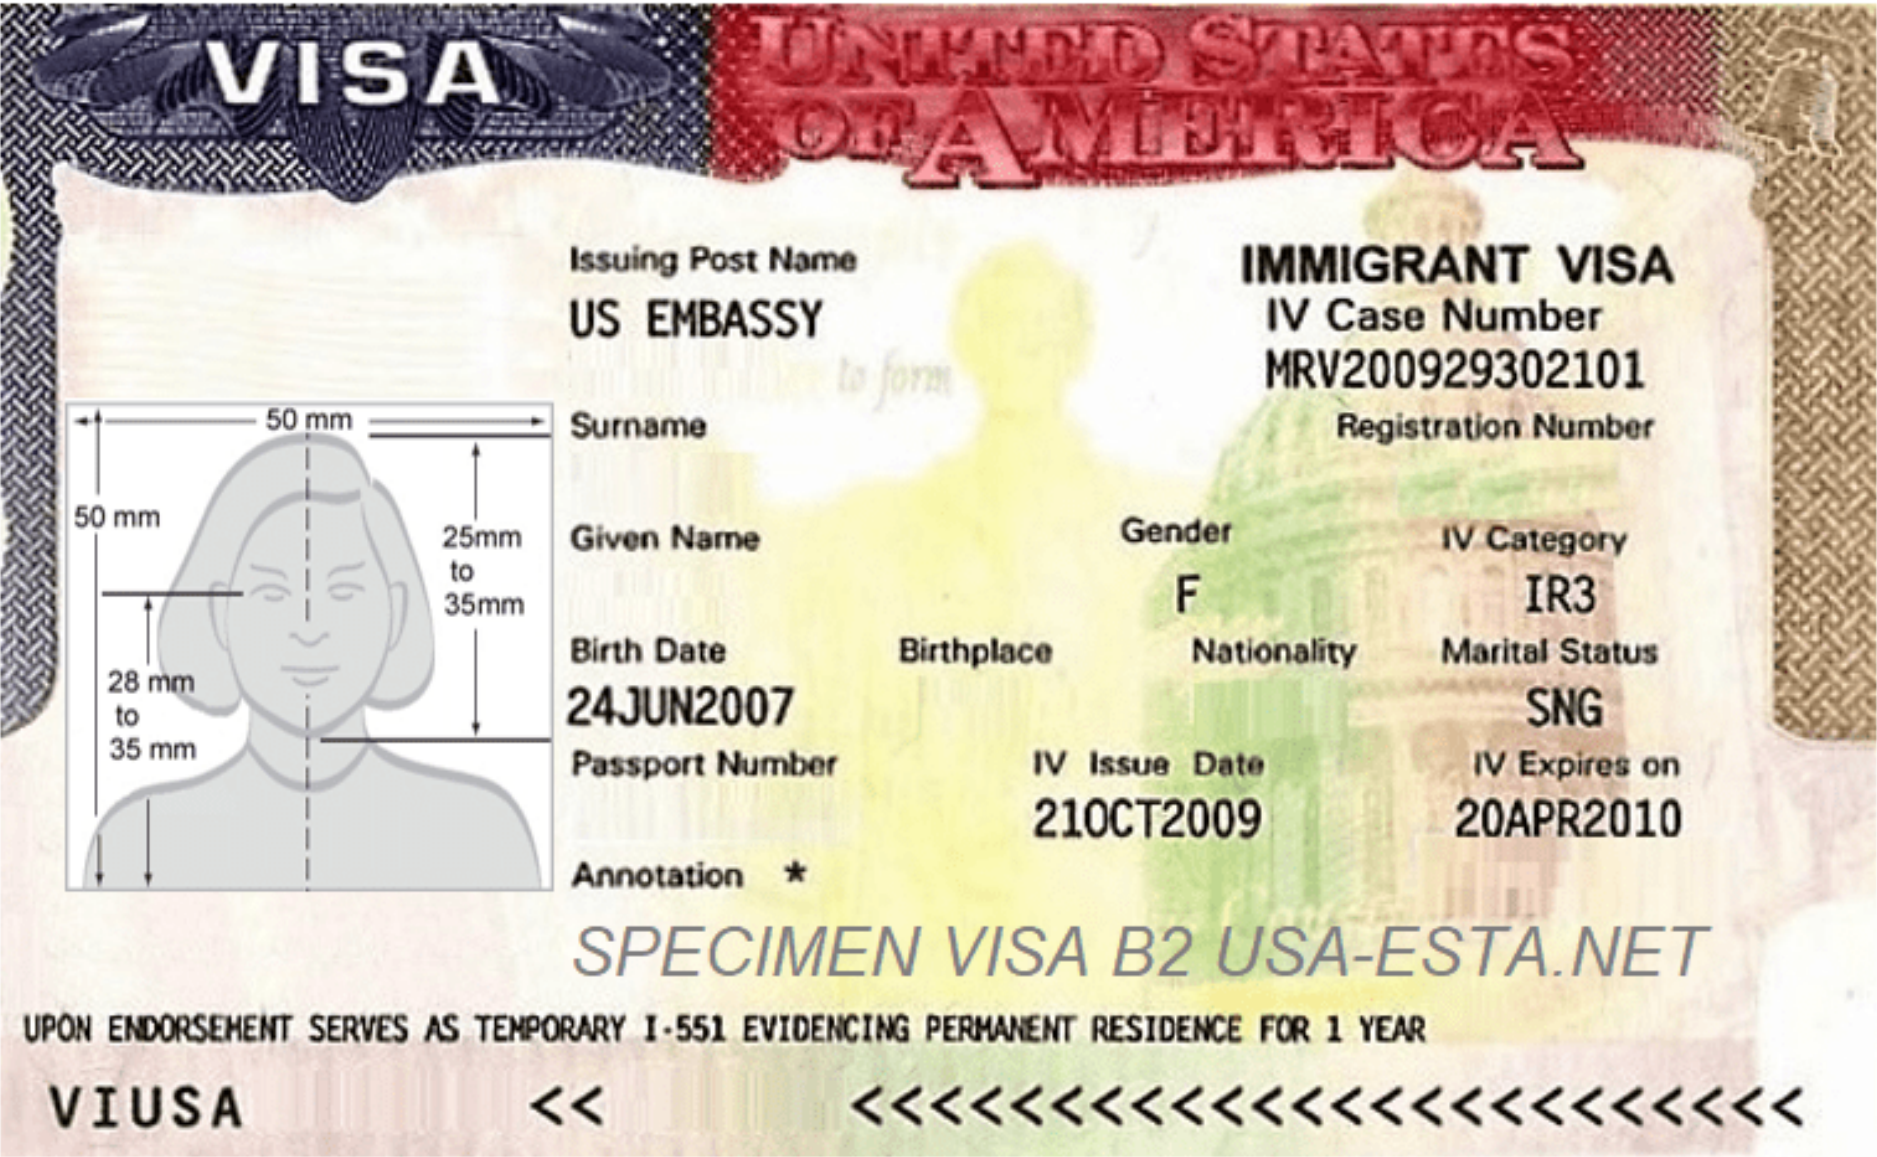 VISA
UNITED STATES
OF AMERICA
Issuing Post Name
US EMBASSY
IMMIGRANT VISA
IV Case Number
MRV200929302101
to form
50 mm
Surname
Registration Number
50 mm
25mm
to
35mm
Given Name
Gender
IV Category
F
IR3
Birth Date
Birthplace
Nationality
Marital Status
28 mm
to
35 mm
24JUN2007
SNG
Passport Number
IV Issue Date
IV Expires on
21OCT2009
20APR2010
Annotation *
SPECIMEN VISA B2 USA-ESTA.NET
UPON ENDORSEMENT SERVES AS TEMPORARY I-551 EVIDENCING PERMANENT RESIDENCE FOR 1 YEAR
VIUSA << <<<<<<<<<<<<<<<<<<<<<<<<<